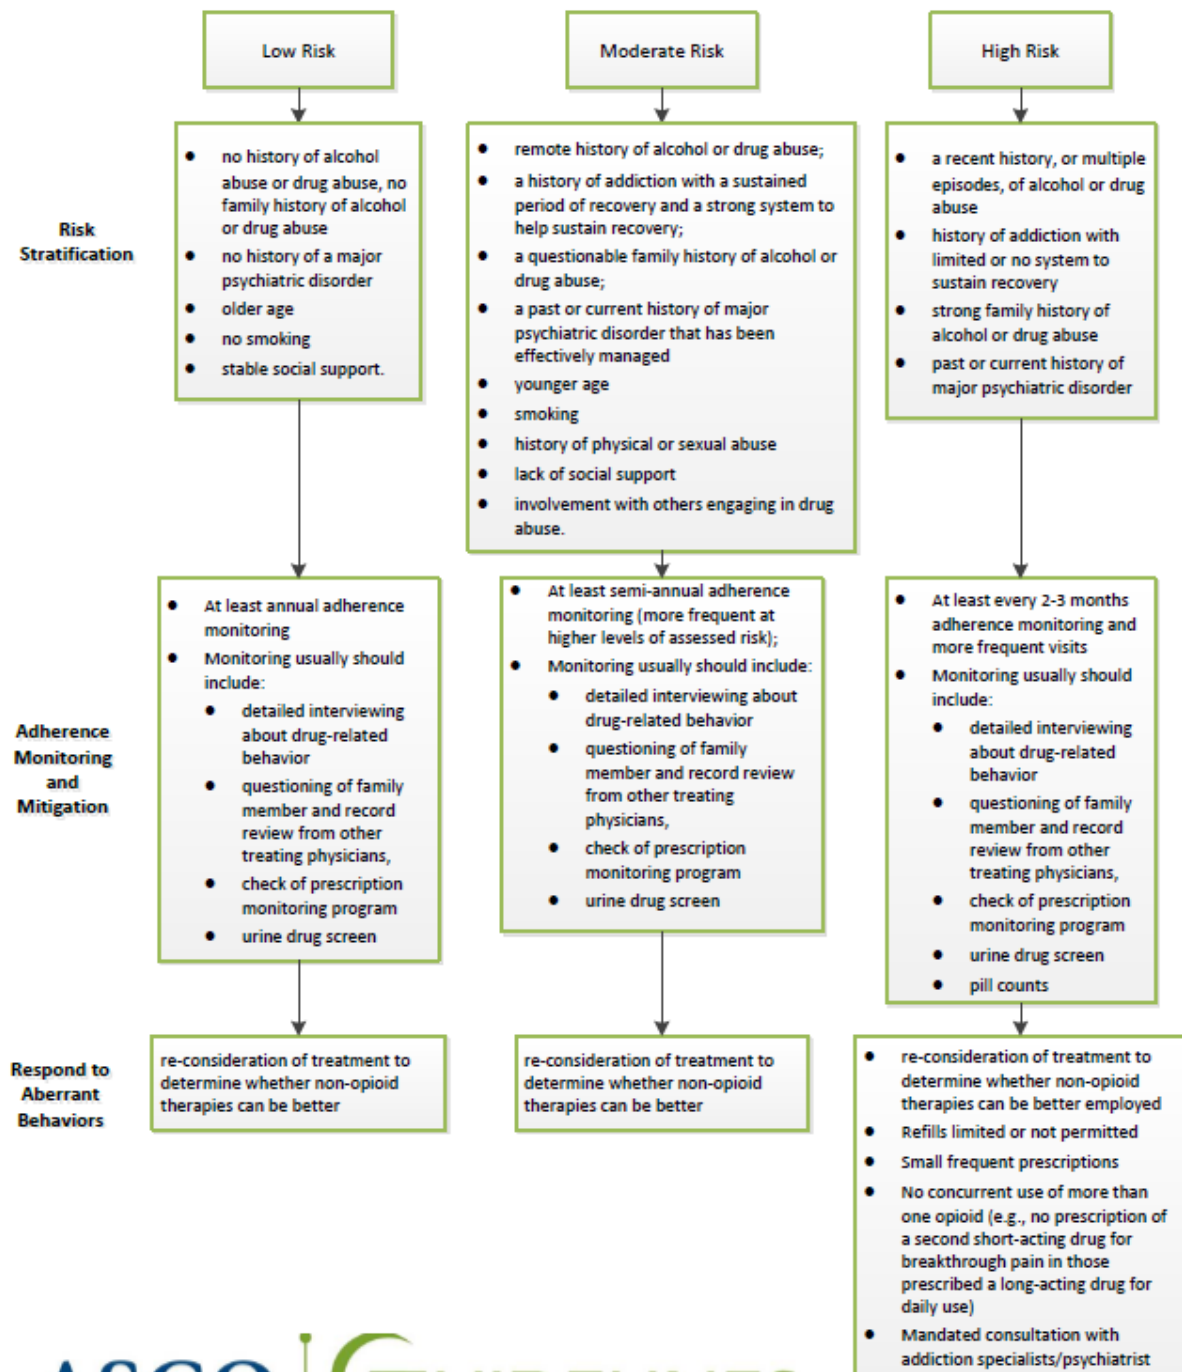 Low Risk
Moderate Risk
High Risk
Risk
Stratification
● no history of alcohol
abuse or drug abuse, no
family history of alcohol
or drug abuse
● no history of a major
psychiatric disorder
● older age
● no smoking
● stable social support.
● remote history of alcohol or drug abuse;
● a history of addiction with a sustained
period of recovery and a strong system to
help sustain recovery;
● a questionable family history of alcohol or
drug abuse;
● a past or current history of major
psychiatric disorder that has been
effectively managed
● younger age
● smoking
● history of physical or sexual abuse
● lack of social support
● involvement with others engaging in drug
abuse.
● a recent history, or multiple
episodes, of alcohol or drug
abuse
● history of addiction with
limited or no system to
sustain recovery
● strong family history of
alcohol or drug abuse
● past or current history of
major psychiatric disorder
Adherence
Monitoring
and
Mitigation
● At least annual adherence
monitoring
● Monitoring usually should
include:
● detailed interviewing
about drug-related
behavior
● questioning of family
member and record
review from other
treating physicians,
● check of prescription
monitoring program
● urine drug screen
● At least semi-annual adherence
monitoring (more frequent at
higher levels of assessed risk);
● Monitoring usually should include:
● detailed interviewing about
drug-related behavior
● questioning of family
member and record review
from other treating
physicians,
● check of prescription
monitoring program
● urine drug screen
● At least every 2-3 months
adherence monitoring and
more frequent visits
● Monitoring usually should
include:
● detailed interviewing
about drug-related
behavior
● questioning of family
member and record
review from other
treating physicians,
● check of prescription
monitoring program
● urine drug screen
● pill counts
Respond to
Aberrant
Behaviors
re-consideration of treatment to
determine whether non-opioid
therapies can be better
re-consideration of treatment to
determine whether non-opioid
therapies can be better
● re-consideration of treatment to
determine whether non-opioid
therapies can be better employed
● Refills limited or not permitted
● Small frequent prescriptions
● No concurrent use of more than
one opioid (e.g., no prescription of
a second short-acting drug for
breakthrough pain in those
prescribed a long-acting drug for
daily use)
● Mandated consultation with
addiction specialists/psychiatrist
ASCO